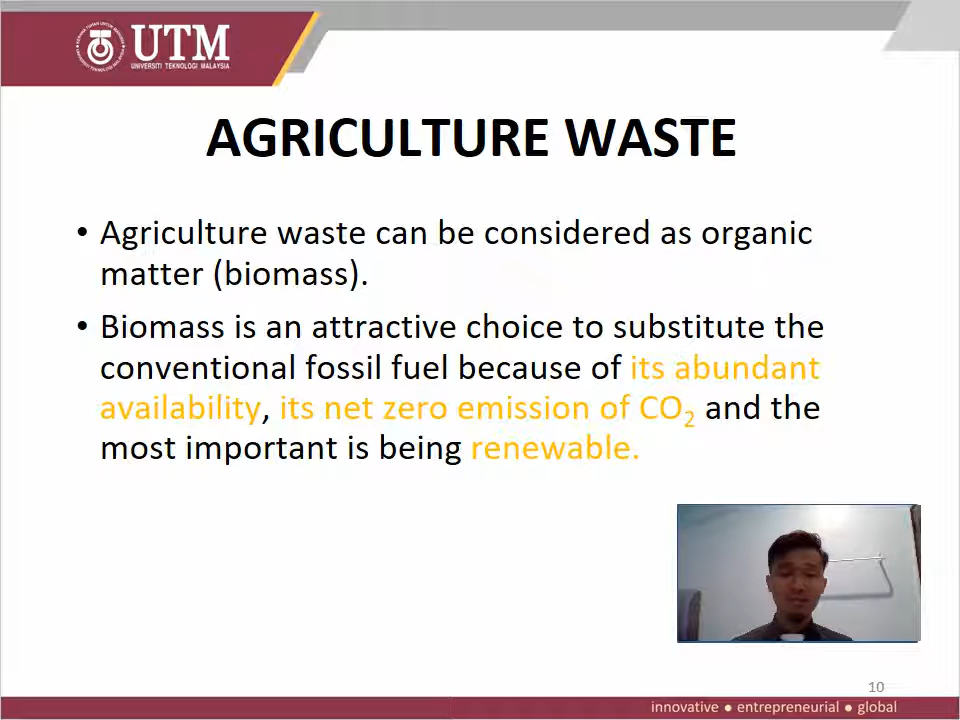 UTM
UNIVERSITI TEKNOLOGI MALAYSIA
AGRICULTURE WASTE
• Agriculture waste can be considered as organic
matter (biomass).
• Biomass is an attractive choice to substitute the
conventional fossil fuel because of its abundant
availability, its net zero emission of CO₂ and the
most important is being renewable.
10
innovative ● entrepreneurial ● global